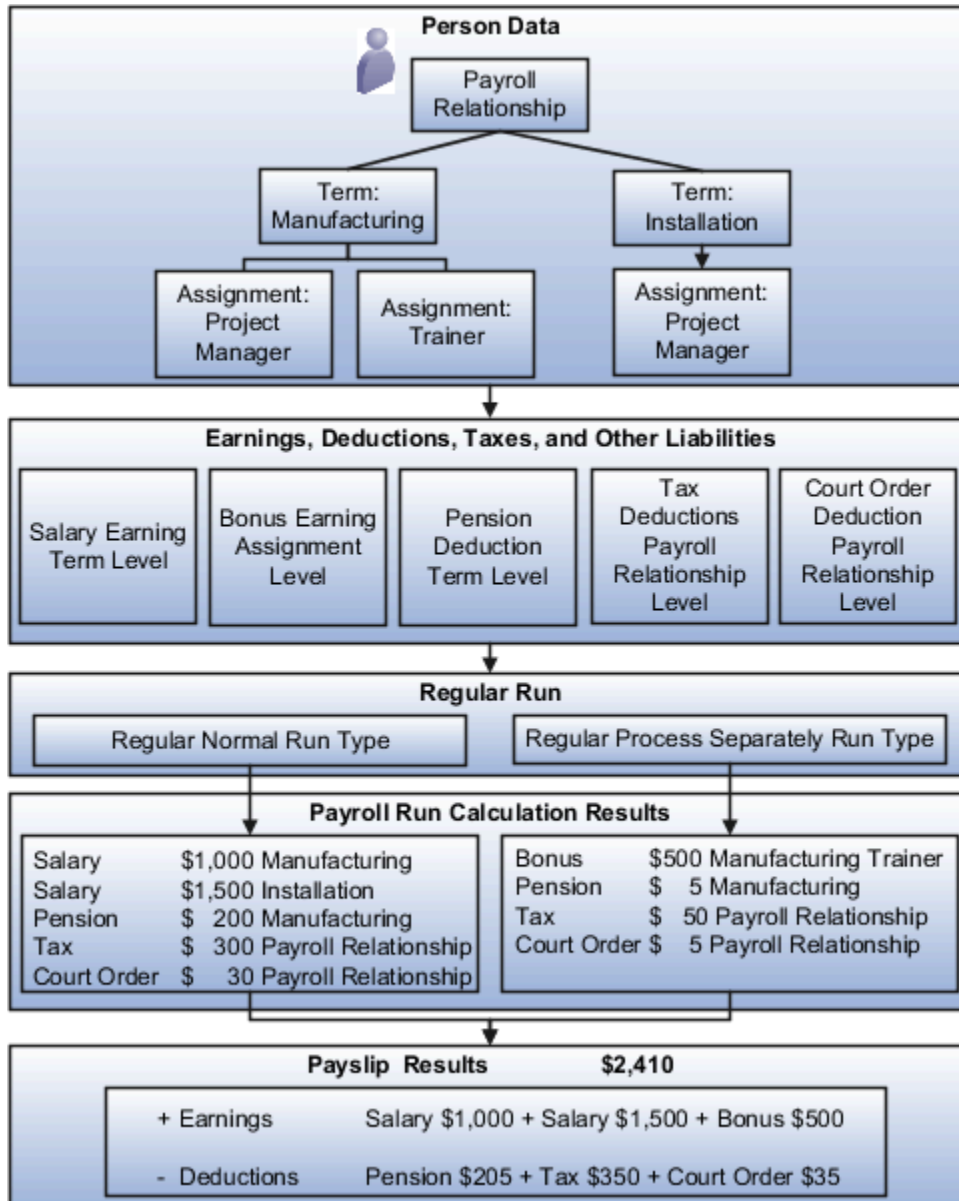 Person Data
Payroll
Relationship
Term:
Manufacturing
Term:
Installation
Assignment:
Project
Manager
Assignment:
Trainer
Assignment:
Project
Manager
Earnings, Deductions, Taxes, and Other Liabilities
Salary Earning
Term Level
Bonus Earning
Assignment
Level
Pension
Deduction
Term Level
Tax
Deductions
Payroll
Relationship
Level
Court Order
Deduction
Payroll
Relationship
Level
Regular Run
Regular Normal Run Type
Regular Process Separately Run Type
Payroll Run Calculation Results
Salary $1,000 Manufacturing
Salary $1,500 Installation
Pension $ 200 Manufacturing
Tax $ 300 Payroll Relationship
Court Order $ 30 Payroll Relationship
Bonus $500 Manufacturing Trainer
Pension $ 5 Manufacturing
Tax $ 50 Payroll Relationship
Court Order $ 5 Payroll Relationship
Payslip Results $2,410
+ Earnings Salary $1,000 + Salary $1,500 + Bonus $500
- Deductions Pension $205 + Tax $350 + Court Order $35